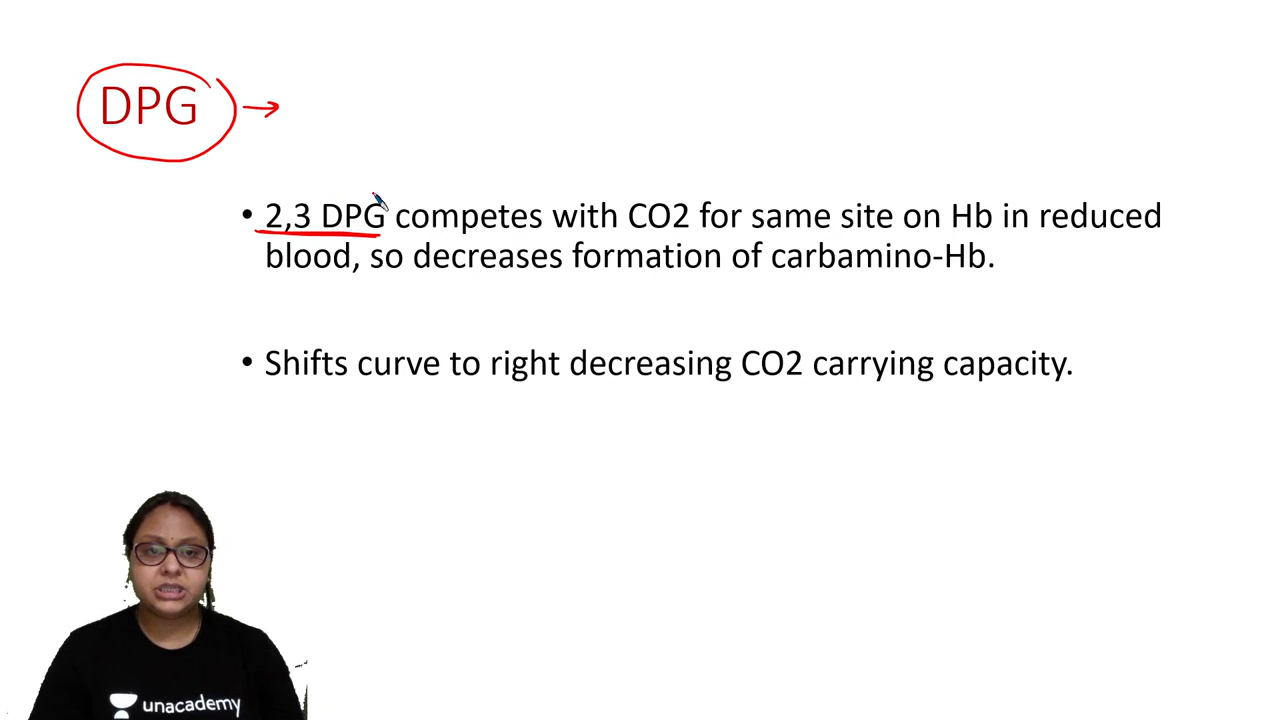 DPG
• 2,3 DPG competes with CO2 for same site on Hb in reduced
blood, so decreases formation of carbamino-Hb.
• Shifts curve to right decreasing CO2 carrying capacity.
unacademy